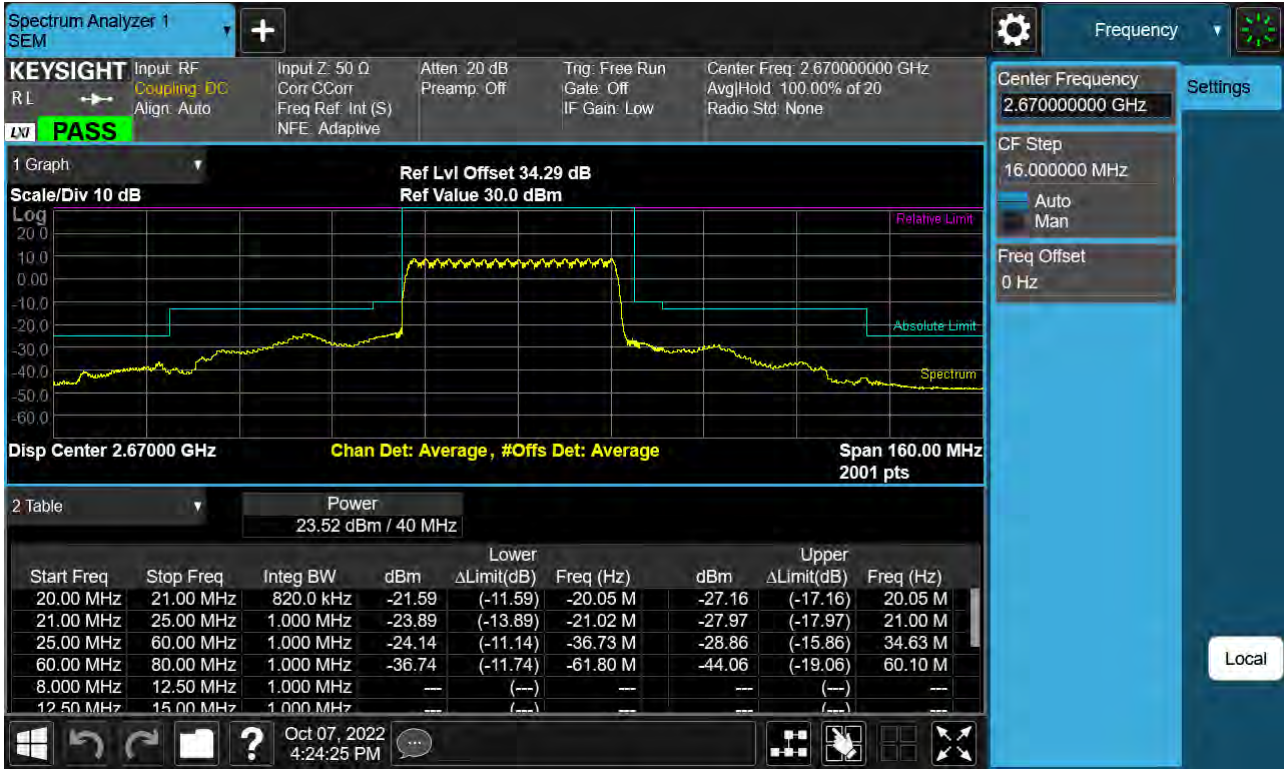 Spectrum Analyzer 1
SEM
+
Frequency
KEYSIGHT
Input: RF
Coupling: DC
Align: Auto
Input Z: 50 Ω
Corr CCorr
Freq Ref: Int (S)
NFE: Adaptive
Atten: 20 dB
Preamp: Off
Trig: Free Run
Gate: Off
IF Gain: Low
Center Freq: 2.670000000 GHz
Avg|Hold: 100.00% of 20
Radio Std: None
R L
LXI
PASS
Center Frequency
2.670000000 GHz
Settings
CF Step
16.000000 MHz
Auto
Man
Freq Offset
0 Hz
Local
1 Graph
Scale/Div 10 dB
Ref Lvl Offset 34.29 dB
Ref Value 30.0 dBm
Log
20.0
10.0
0.00
-10.0
-20.0
-30.0
-40.0
-50.0
-60.0
Relative Limit
Absolute Limit
Spectrum
Disp Center 2.67000 GHz
Chan Det: Average, #Offs Det: Average
Span 160.00 MHz
2001 pts
2 Table
Power
23.52 dBm / 40 MHz
Lower Upper
Start Freq Stop Freq Integ BW dBm ΔLimit(dB) Freq (Hz) dBm ΔLimit(dB) Freq (Hz)
20.00 MHz 21.00 MHz 820.0 kHz -21.59 (-11.59) -20.05 M -27.16 (-17.16) 20.05 M
21.00 MHz 25.00 MHz 1.000 MHz -23.89 (-13.89) -21.02 M -27.97 (-17.97) 21.00 M
25.00 MHz 60.00 MHz 1.000 MHz -24.14 (-11.14) -36.73 M -28.86 (-15.86) 34.63 M
60.00 MHz 80.00 MHz 1.000 MHz -36.74 (-11.74) -61.80 M -44.06 (-19.06) 60.10 M
8.000 MHz 12.50 MHz 1.000 MHz --- (---) --- --- (---) ---
12.50 MHz 15.00 MHz 1.000 MHz --- (---) --- --- (---) ---
?
Oct 07, 2022
4:24:25 PM